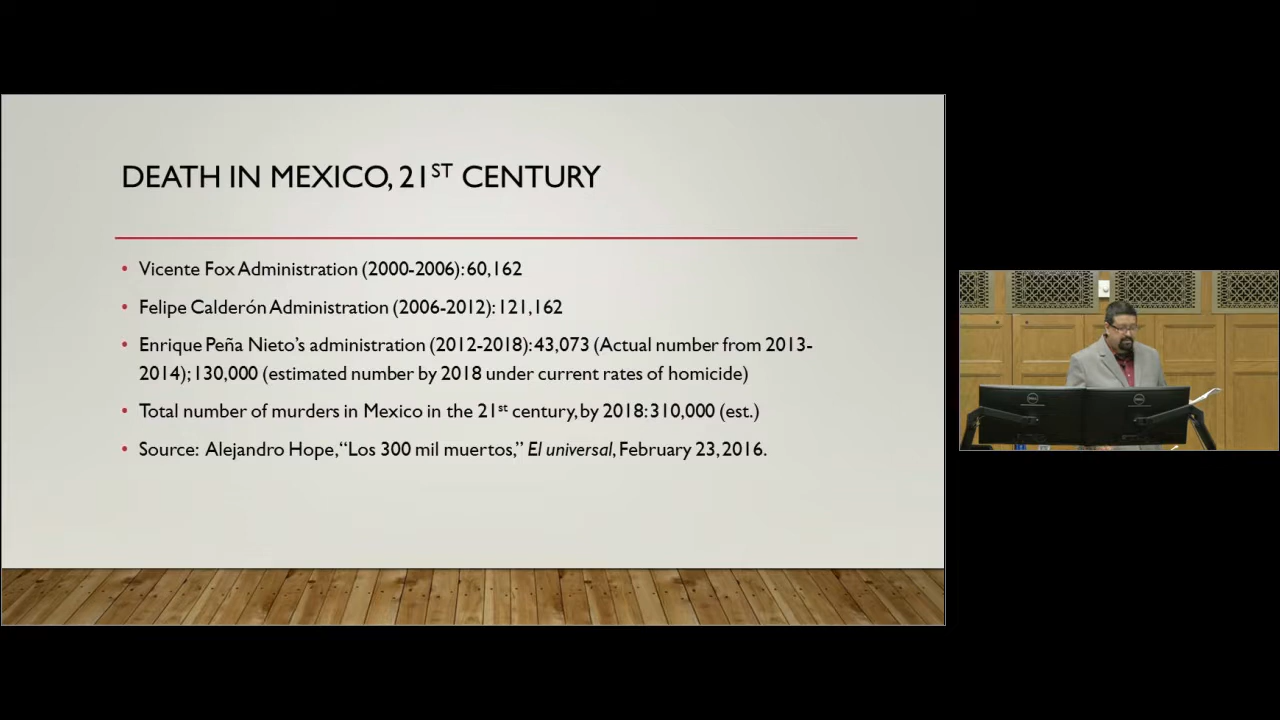 DEATH IN MEXICO, 21ST CENTURY
• Vicente Fox Administration (2000-2006): 60,162
• Felipe Calderón Administration (2006-2012): 121,162
• Enrique Peña Nieto’s administration (2012-2018): 43,073 (Actual number from 2013-
2014); 130,000 (estimated number by 2018 under current rates of homicide)
• Total number of murders in Mexico in the 21st century, by 2018: 310,000 (est.)
• Source: Alejandro Hope, “Los 300 mil muertos,” El universal, February 23, 2016.